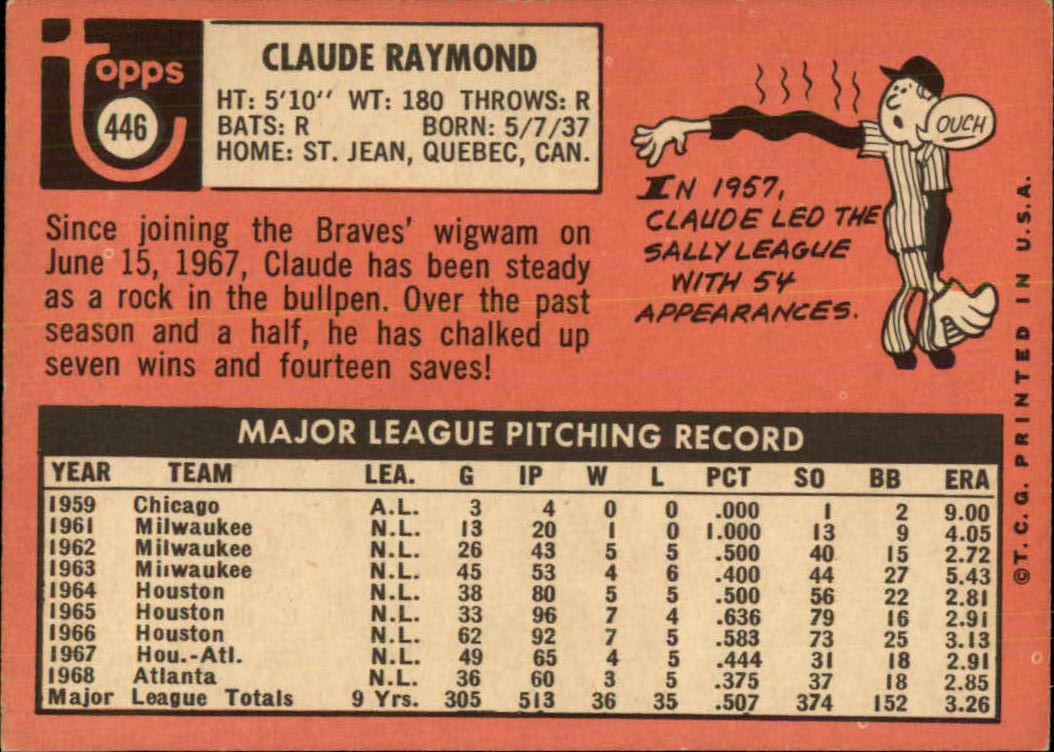 topps
446
CLAUDE RAYMOND
HT: 5'10" WT: 180 THROWS: R
BATS: R BORN: 5/7/37
HOME: ST. JEAN, QUEBEC, CAN.
OUCH
IN 1957,
CLAUDE LED THE
SALLY LEAGUE
WITH 54
APPEARANCES.
Since joining the Braves' wigwam on
June 15, 1967, Claude has been steady
as a rock in the bullpen. Over the past
season and a half, he has chalked up
seven wins and fourteen saves!
MAJOR LEAGUE PITCHING RECORD
YEAR TEAM LEA. G IP W L PCT SO BB ERA
1959 Chicago A.L. 3 4 0 0 .000 1 2 9.00
1961 Milwaukee N.L. 13 20 1 0 1.000 13 9 4.05
1962 Milwaukee N.L. 26 43 5 5 .500 40 15 2.72
1963 Milwaukee N.L. 45 53 4 6 .400 44 27 5.43
1964 Houston N.L. 38 80 5 5 .500 56 22 2.81
1965 Houston N.L. 33 96 7 4 .636 79 16 2.91
1966 Houston N.L. 62 92 7 5 .583 73 25 3.13
1967 Hou.-Atl. N.L. 49 65 4 5 .444 31 18 2.91
1968 Atlanta N.L. 36 60 3 5 .375 37 18 2.85
Major League Totals 9 Yrs. 305 513 36 35 .507 374 152 3.26
©T.C.G. PRINTED IN U.S.A.